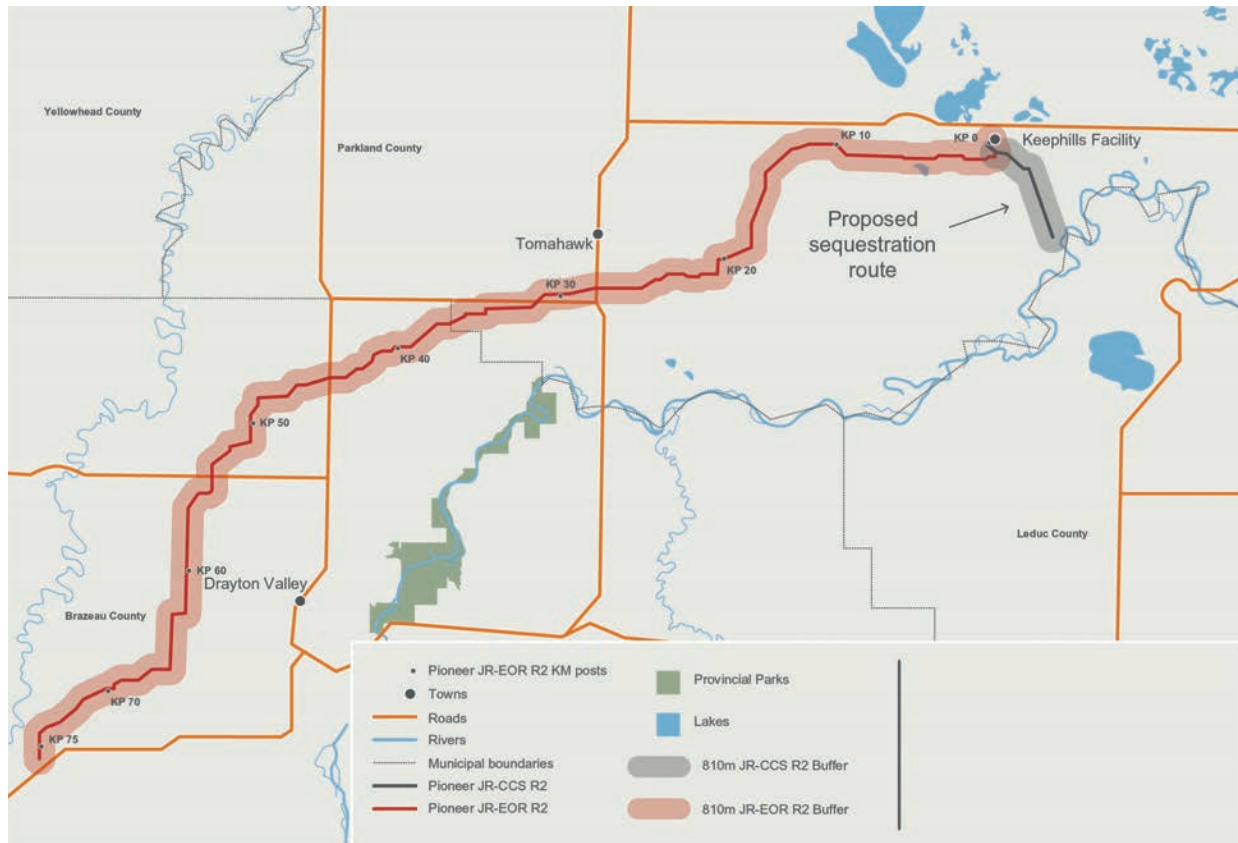 Yellowhead County
Parkland County
KP 10
KP 0
Keephills Facility
Proposed
sequestration
route
Tomahawk
KP 20
KP 30
KP 40
KP 50
Leduc County
KP 60
Drayton Valley
Brazeau County
KP 70
KP 75
Pioneer JR-EOR R2 KM posts
Towns
Roads
Rivers
Municipal boundaries
Pioneer JR-CCS R2
Pioneer JR-EOR R2
Provincial Parks
Lakes
810m JR-CCS R2 Buffer
810m JR-EOR R2 Buffer